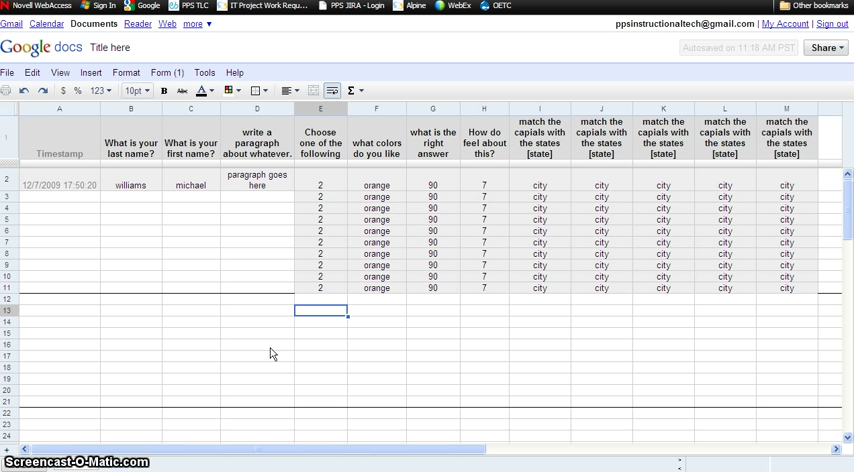 Novell WebAccess Sign In Google PPS TLC IT Project Work Requ... PPS JIRA - Login Alpine WebEx OETC Other bookmarks
Gmail Calendar Documents Reader Web more ▼ ppsinstructionaltech@gmail.com | My Account | Sign out
Google docs Title here Autosaved on 11:18 AM PST Share ▾
File Edit View Insert Format Form (1) Tools Help
$ % 123 ▾ 10pt ▾ B Abc A ▾ Σ ▾
A B C D E F G H I J K L M
1 Timestamp What is your last name? What is your first name? write a paragraph about whatever. Choose one of the following what colors do you like what is the right answer How do feel about this? match the capials with the states [state] match the capials with the states [state] match the capials with the states [state] match the capials with the states [state] match the capials with the states [state]
2 12/7/2009 17:50:20 williams michael paragraph goes here 2 orange 90 7 city city city city city
3 2 orange 90 7 city city city city city
4 2 orange 90 7 city city city city city
5 2 orange 90 7 city city city city city
6 2 orange 90 7 city city city city city
7 2 orange 90 7 city city city city city
8 2 orange 90 7 city city city city city
9 2 orange 90 7 city city city city city
10 2 orange 90 7 city city city city city
11 2 orange 90 7 city city city city city
12
13
14
15
16
17
18
19
20
21
22
23
24
Screencast-O-Matic.com